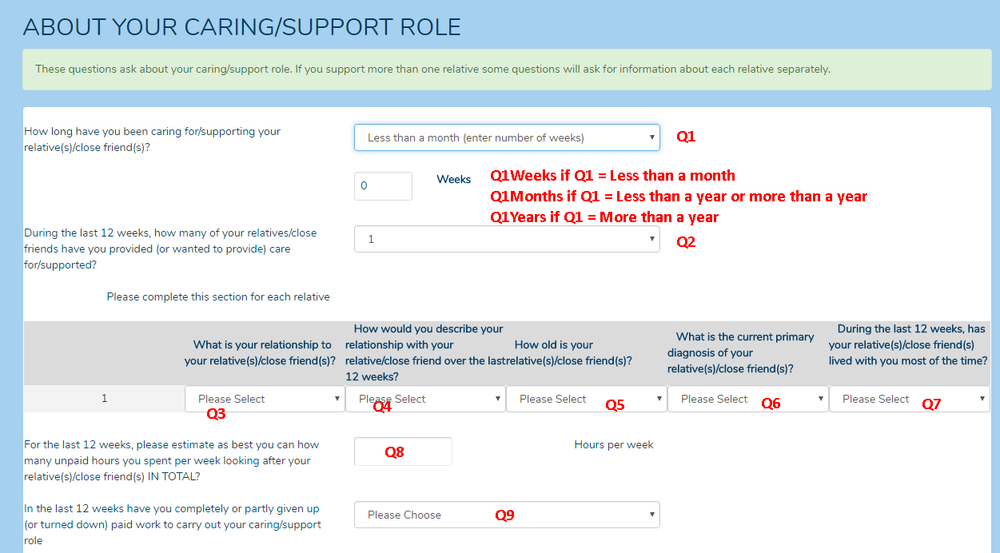 ABOUT YOUR CARING/SUPPORT ROLE
These questions ask about your caring/support role. If you support more than one relative some questions will ask for information about each relative separately.
How long have you been caring for/supporting your
relative(s)/close friend(s)?
Less than a month (enter number of weeks)
Q1
0
Weeks
Q1Weeks if Q1 = Less than a month
Q1Months if Q1 = Less than a year or more than a year
Q1Years if Q1 = More than a year
During the last 12 weeks, how many of your relatives/close
friends have you provided (or wanted to provide) care
for/supported?
1
Q2
Please complete this section for each relative
What is your relationship to
your relative(s)/close friend(s)?
How would you describe your
relationship with your
relative/close friend over the last
12 weeks?
How old is your
relative(s)/close friend(s)?
What is the current primary
diagnosis of your
relative(s)/close friend(s)?
During the last 12 weeks, has
your relative(s)/close friend(s)
lived with you most of the time?
1
Please Select
Q3
Please Select
Q4
Please Select
Q5
Please Select
Q6
Please Select
Q7
For the last 12 weeks, please estimate as best you can how
many unpaid hours you spent per week looking after your
relative(s)/close friend(s) IN TOTAL?
Q8
Hours per week
In the last 12 weeks have you completely or partly given up
(or turned down) paid work to carry out your caring/support
role
Please Choose
Q9